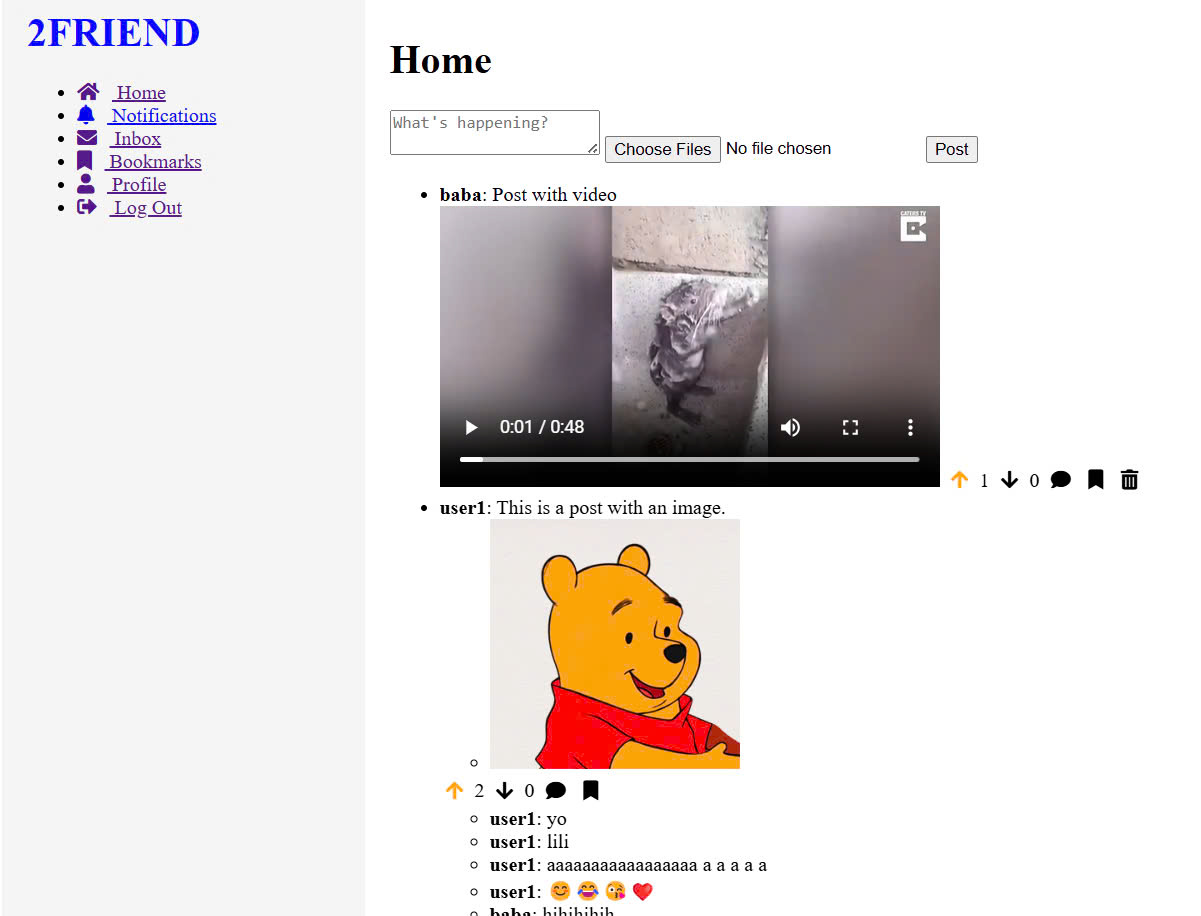 2FRIEND
Home
Notifications
Inbox
Bookmarks
Profile
Log Out
Home
What's happening?
Choose Files No file chosen Post
baba: Post with video
CATERS TV
0:01 / 0:48
1 0
user1: This is a post with an image.
2 0
user1: yo
user1: lili
user1: aaaaaaaaaaaaaaaaa a a a a a
user1: 😊 😂 😘 ❤️
baba: hihihihih